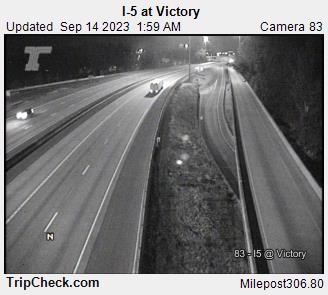 I-5 at Victory
Updated  Sep 14 2023  1:59 AM    Camera 83
T
N
83 - I5 @ Victory
TripCheck.com    Milepost306.80